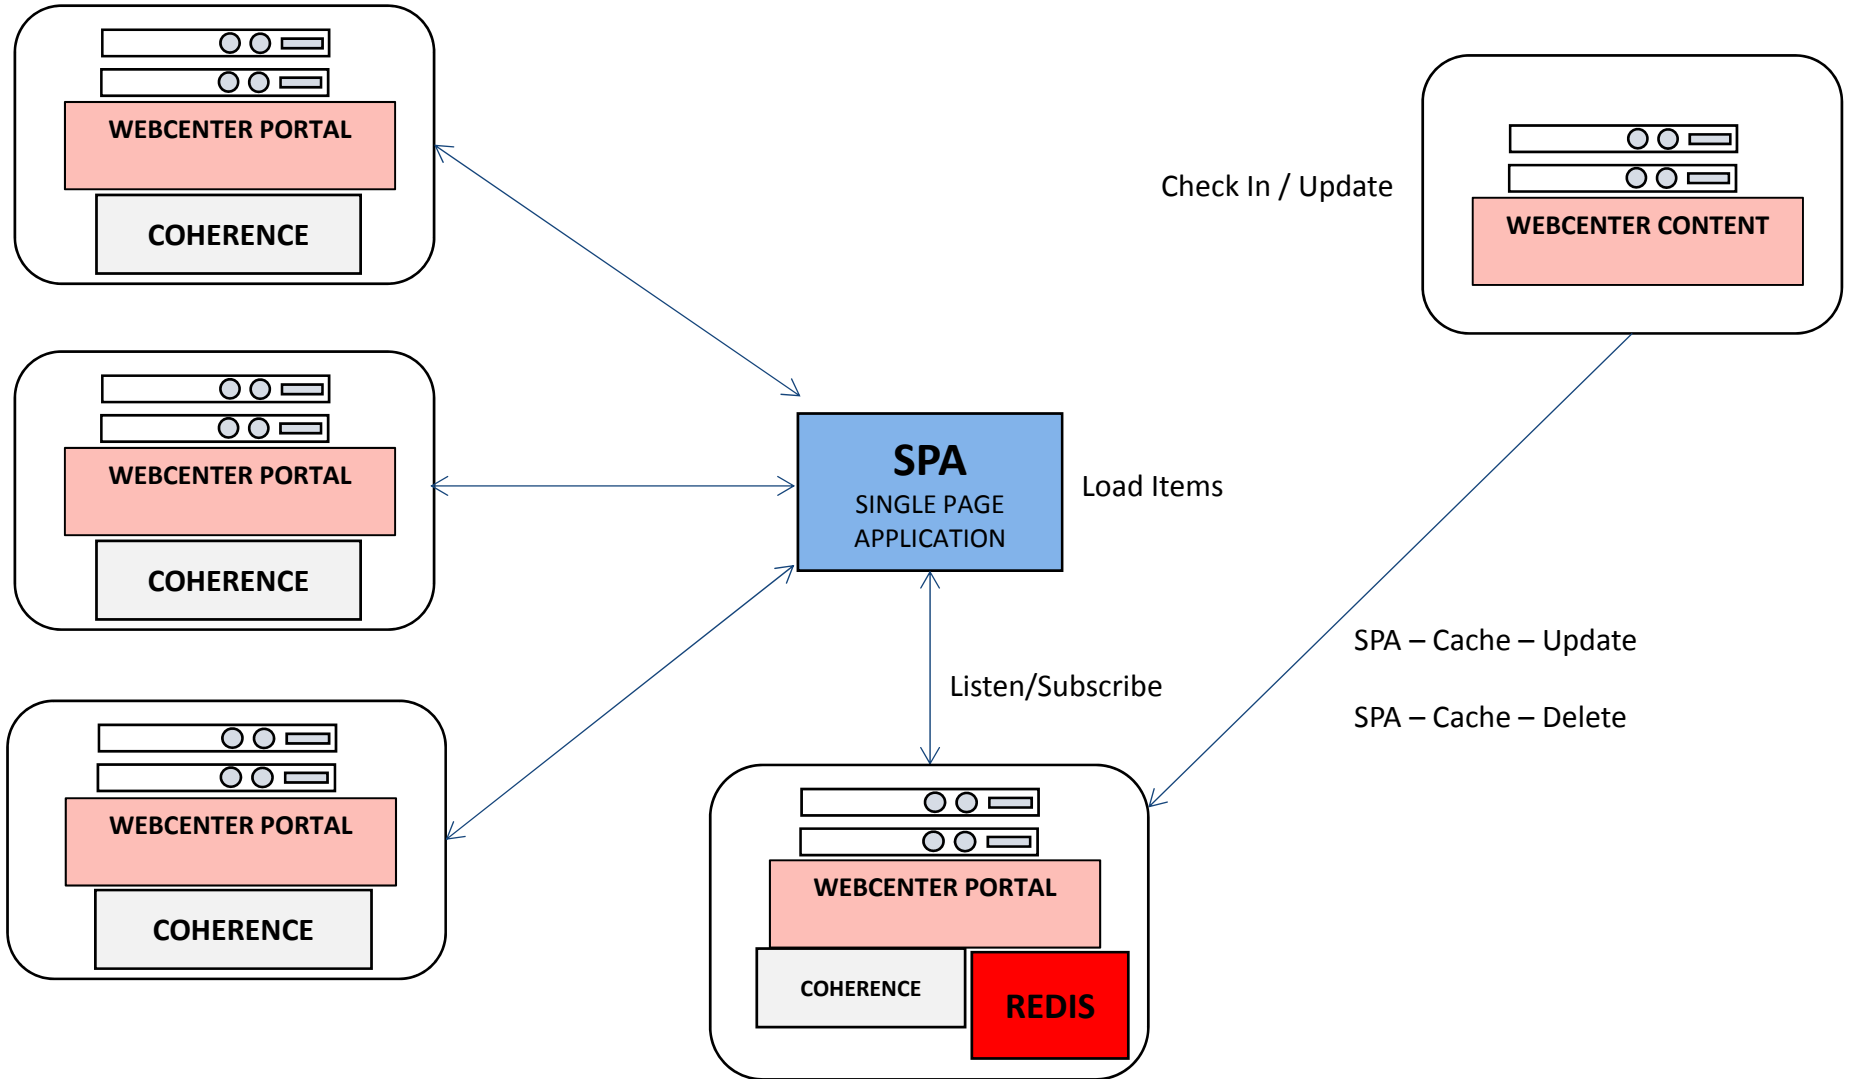 WEBCENTER PORTAL
COHERENCE
Check In / Update
WEBCENTER CONTENT
WEBCENTER PORTAL
COHERENCE
SPA
SINGLE PAGE
APPLICATION
Load Items
SPA – Cache – Update
Listen/Subscribe
SPA – Cache – Delete
WEBCENTER PORTAL
COHERENCE
WEBCENTER PORTAL
COHERENCE
REDIS